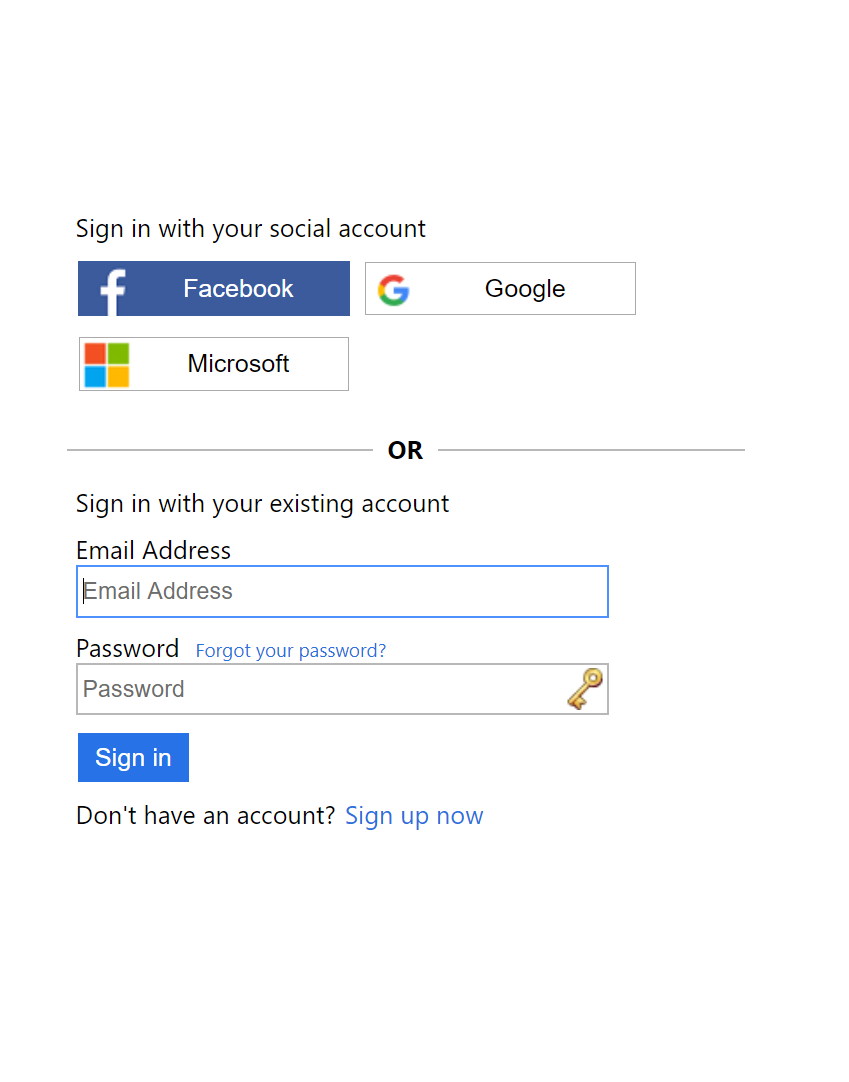 Sign in with your social account
Facebook
Google
Microsoft
OR
Sign in with your existing account
Email Address
Email Address
Password Forgot your password?
Password
Sign in
Don't have an account? Sign up now